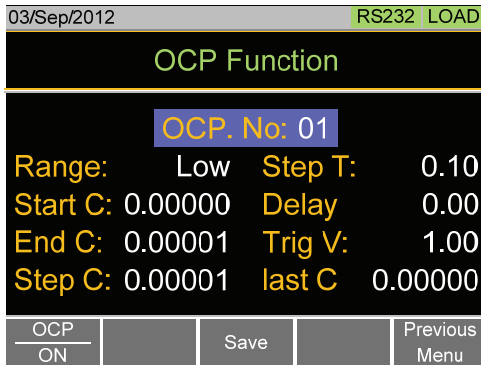 03/Sep/2012 RS232 LOAD
OCP Function
OCP. No: 01
Range: Low Step T: 0.10
Start C: 0.00000 Delay 0.00
End C: 0.00001 Trig V: 1.00
Step C: 0.00001 last C 0.00000
OCP
ON
Save
Previous
Menu